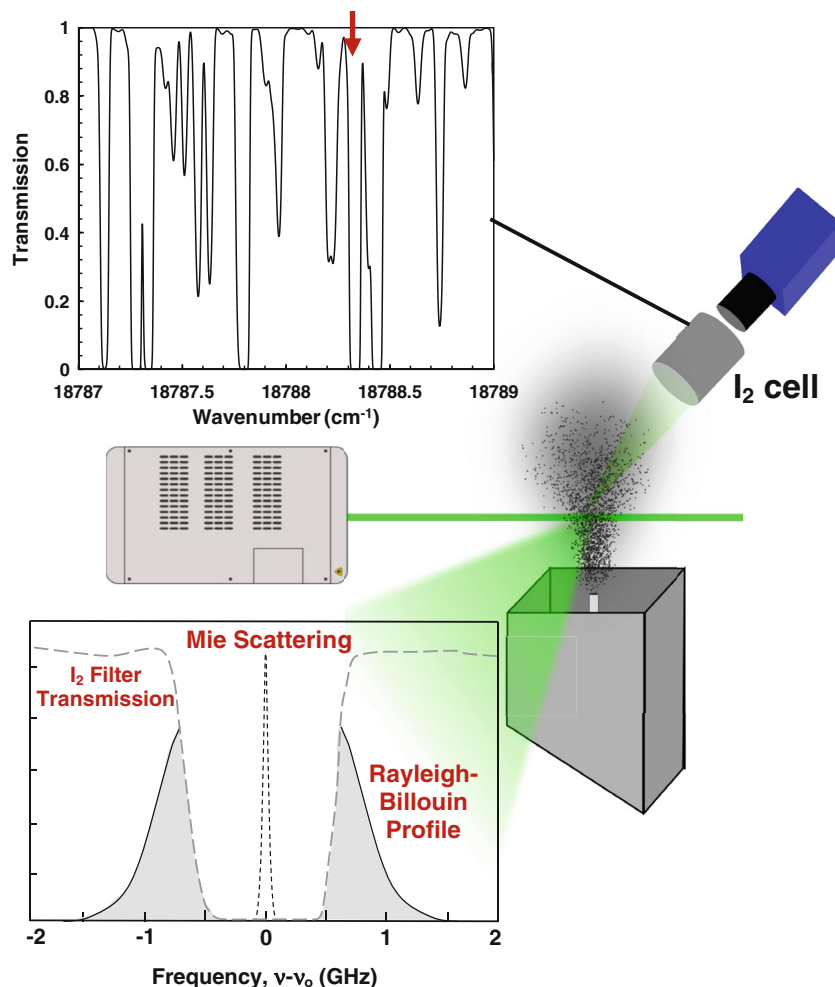 1
0.8
0.6
0.4
0.2
0
Transmission
18787
18787.5
18788
18788.5
18789
Wavenumber (cm⁻¹)
I₂ cell
Mie Scattering
I₂ Filter
Transmission
Rayleigh-
Billouin
Profile
-2
-1
0
1
2
Frequency, ν-νₒ (GHz)